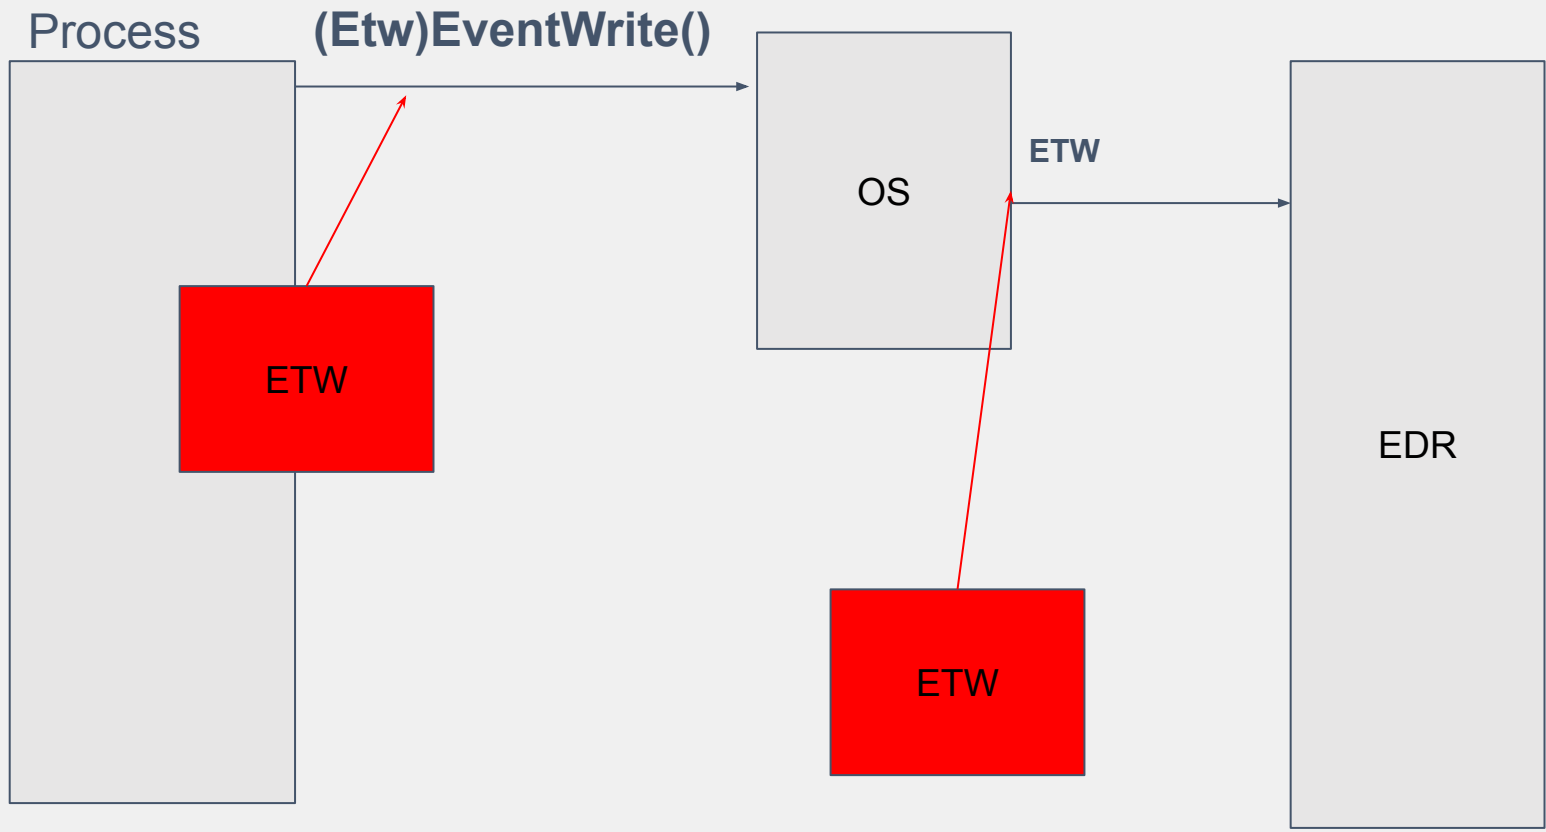 Process
(Etw)EventWrite()
ETW
OS
ETW
EDR
ETW